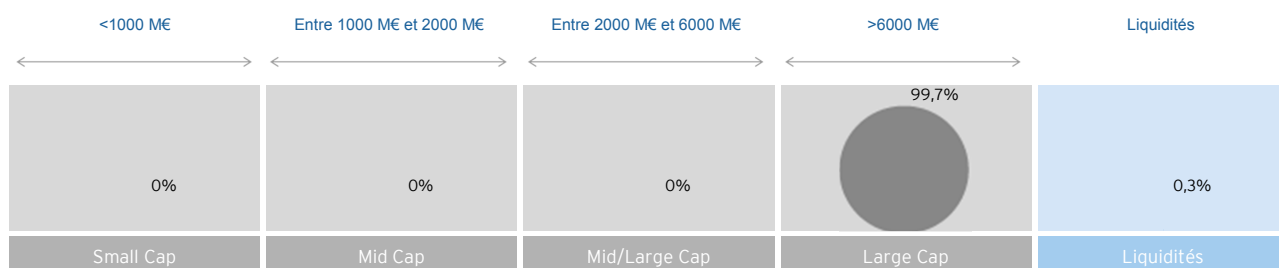 <1000 M€ Entre 1000 M€ et 2000 M€ Entre 2000 M€ et 6000 M€ >6000 M€ Liquidités
99,7%
0% 0% 0% 0,3%
Small Cap Mid Cap Mid/Large Cap Large Cap Liquidités